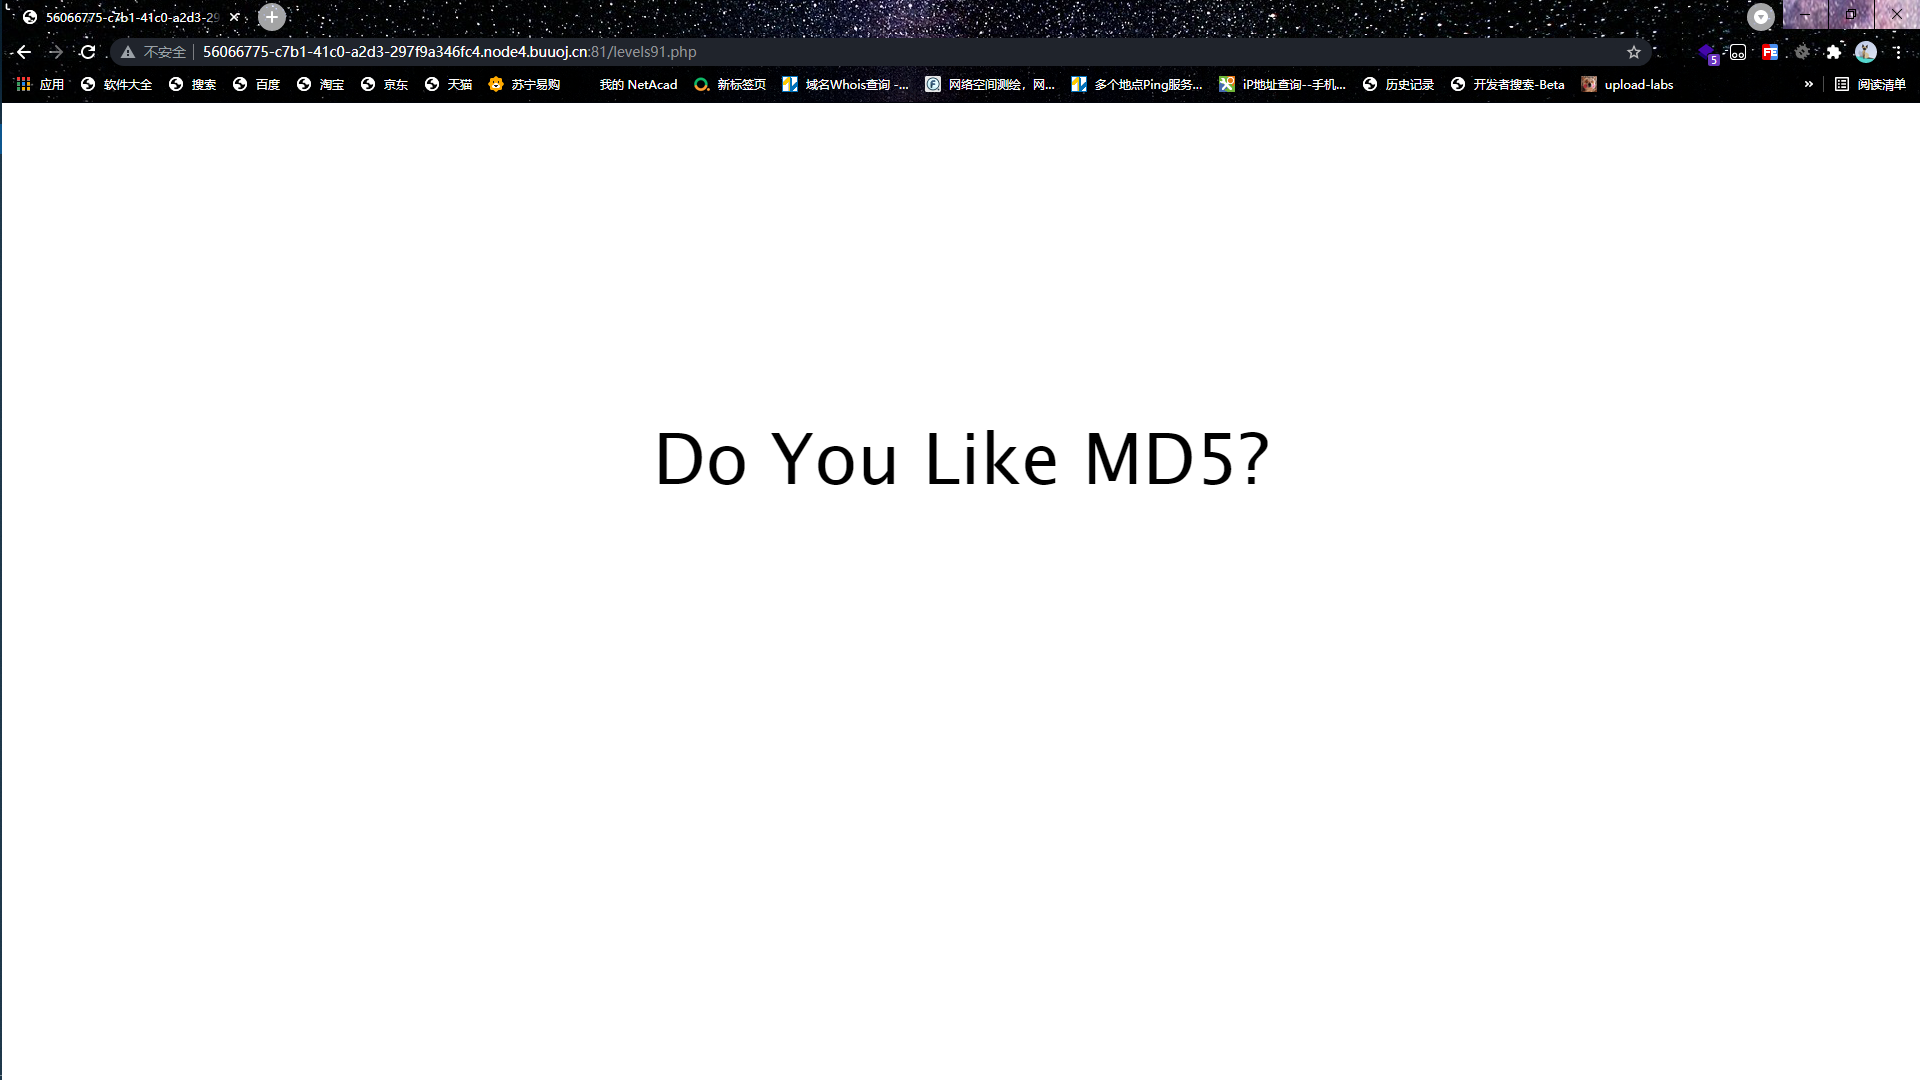 56066775-c7b1-41c0-a2d3-29
不安全 56066775-c7b1-41c0-a2d3-297f9a346fc4.node4.buuoj.cn:81/levels91.php
5
应用 软件大全 搜索 百度 淘宝 京东 天猫 苏宁易购 我的 NetAcad 新标签页 域名Whois查询 -... 网络空间测绘，网... 多个地点Ping服务... iP地址查询--手机... 历史记录 开发者搜索-Beta upload-labs » 阅读清单
Do You Like MD5?